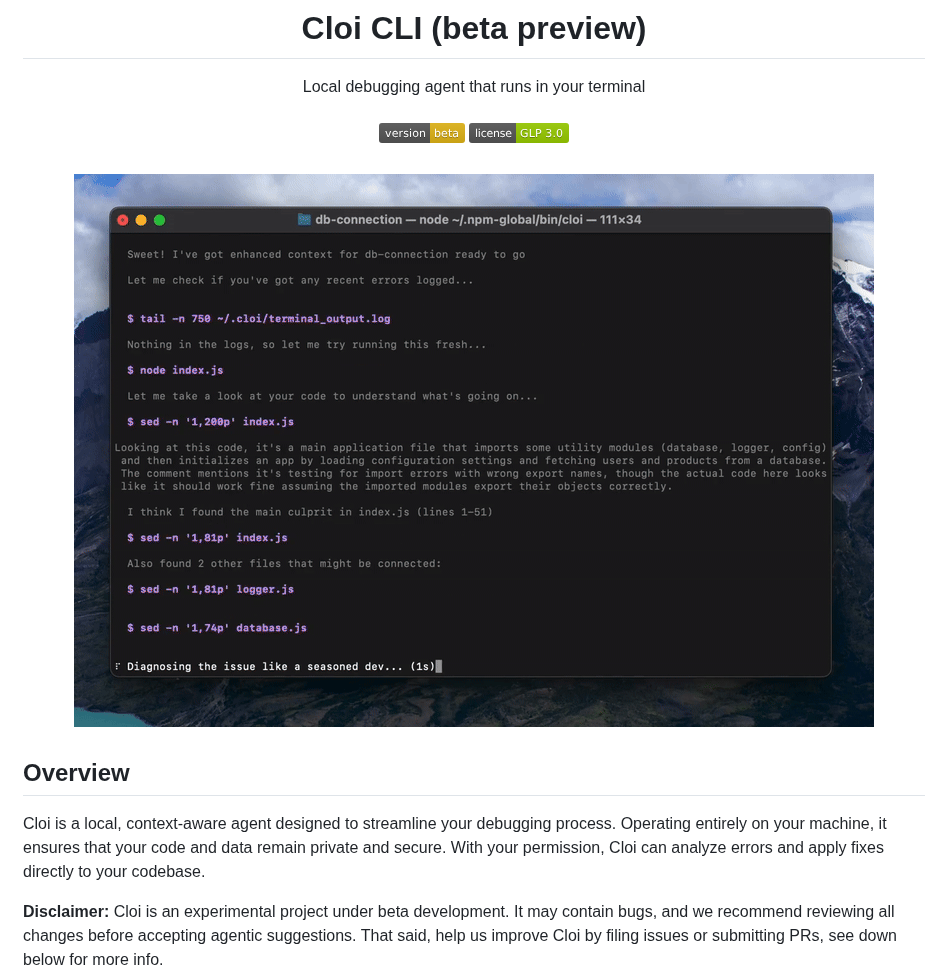 Cloi CLI (beta preview)
Local debugging agent that runs in your terminal
version beta license GLP 3.0
db-connection — node ~/.npm-global/bin/cloi — 111×34
Sweet! I've got enhanced context for db-connection ready to go
Let me check if you've got any recent errors logged...
$ tail -n 750 ~/.cloi/terminal_output.log
Nothing in the logs, so let me try running this fresh...
$ node index.js
Let me take a look at your code to understand what's going on...
$ sed -n '1,200p' index.js
Looking at this code, it's a main application file that imports some utility modules (database, logger, config)
and then initializes an app by loading configuration settings and fetching users and products from a database.
The comment mentions it's testing for import errors with wrong export names, though the actual code here looks
like it should work fine assuming the imported modules export their objects correctly.
I think I found the main culprit in index.js (lines 1–51)
$ sed -n '1,81p' index.js
Also found 2 other files that might be connected:
$ sed -n '1,81p' logger.js
$ sed -n '1,74p' database.js
Diagnosing the issue like a seasoned dev... (1s)
Overview
Cloi is a local, context-aware agent designed to streamline your debugging process. Operating entirely on your machine, it
ensures that your code and data remain private and secure. With your permission, Cloi can analyze errors and apply fixes
directly to your codebase.
Disclaimer: Cloi is an experimental project under beta development. It may contain bugs, and we recommend reviewing all
changes before accepting agentic suggestions. That said, help us improve Cloi by filing issues or submitting PRs, see down
below for more info.